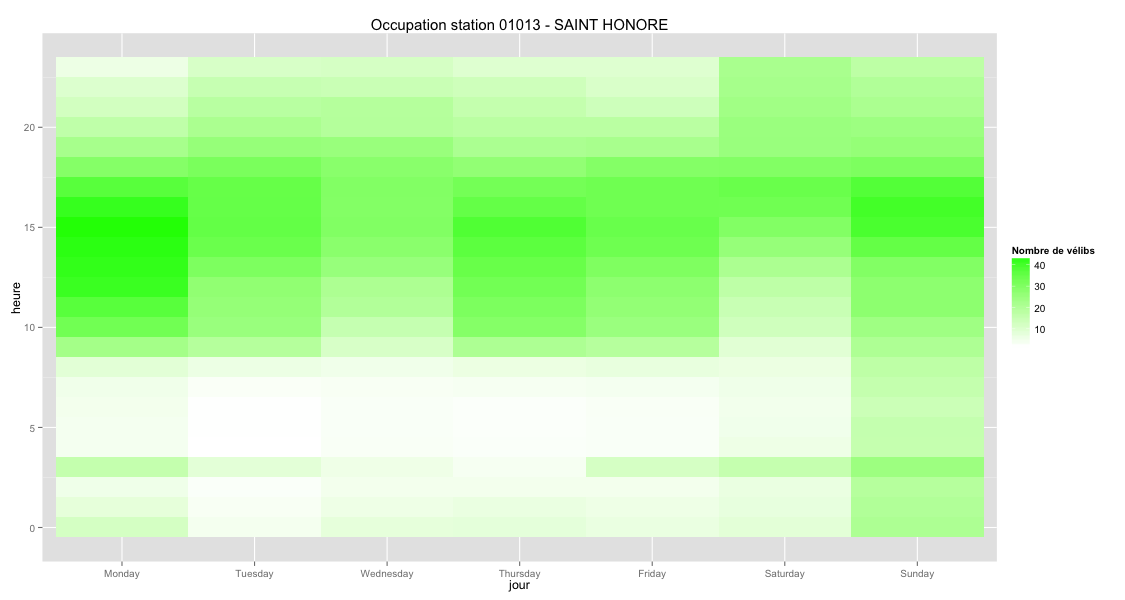 Occupation station 01013 - SAINT HONORE
heure
20
15
10
5
0
Monday Tuesday Wednesday Thursday Friday Saturday Sunday
jour
Nombre de vélibs
40
30
20
10